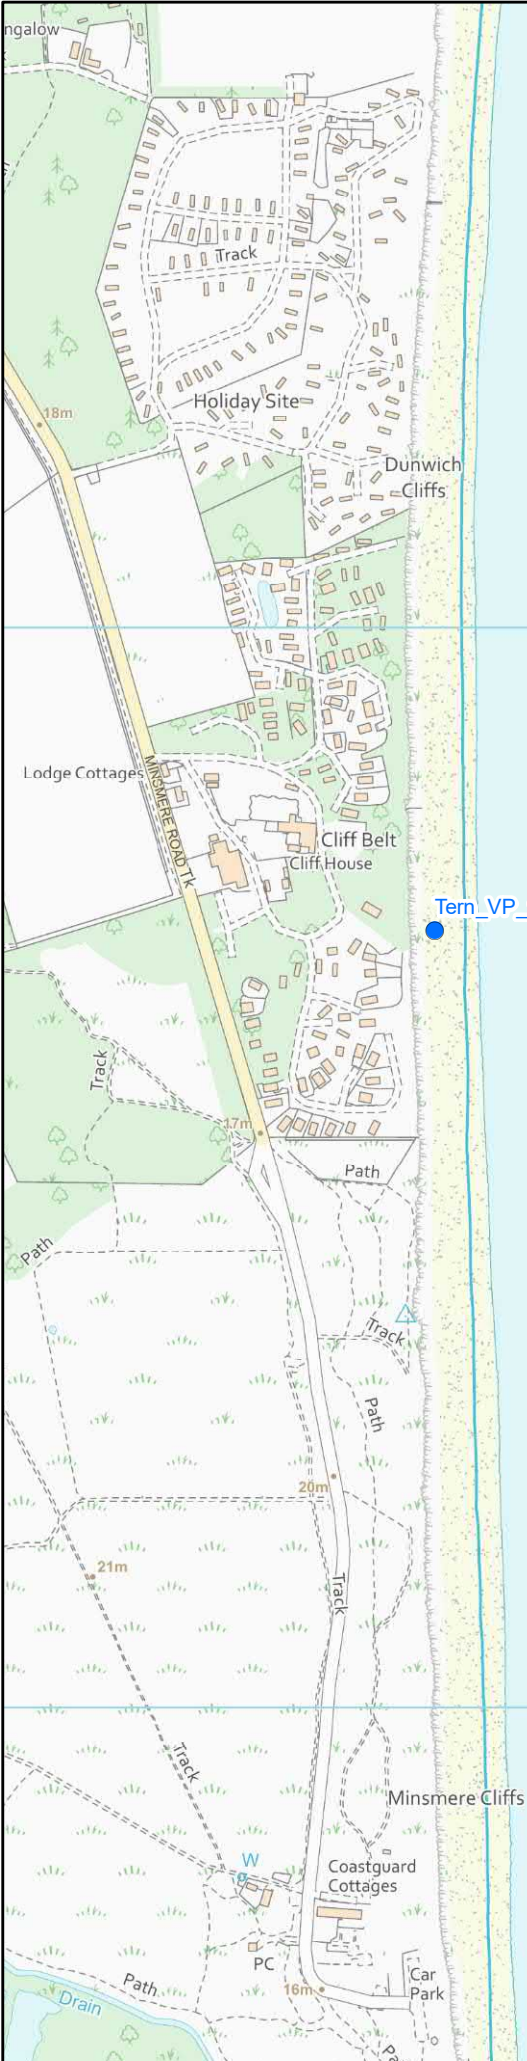 ngalow
Track
18m
Holiday Site
Dunwich
Cliffs
Lodge Cottages
MINSMERE ROAD Tk
Cliff Belt
Cliff House
Tern_VP_
Track
17m
Path
Path
Track
Path
20m
21m
Track
Track
Minsmere Cliffs
W
Coastguard
Cottages
PC
Car
Park
16m
Path
Drain
Pa